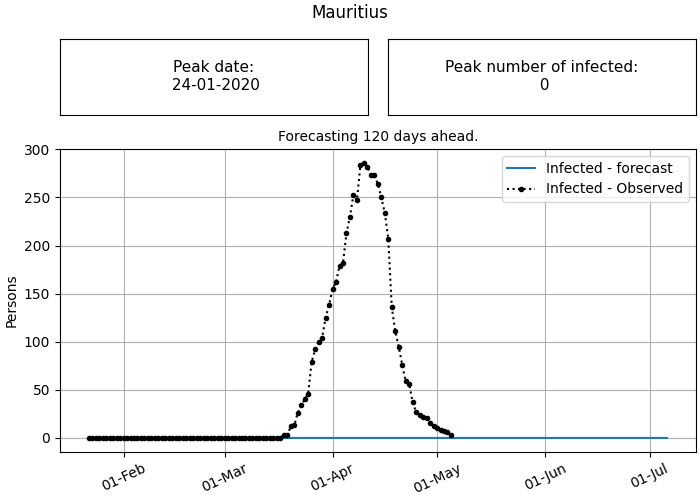 Mauritius
Peak date:
24-01-2020
Peak number of infected:
0
Forecasting 120 days ahead.
Infected - forecast
Infected - Observed
Persons
300
250
200
150
100
50
0
01-Feb
01-Mar
01-Apr
01-May
01-Jun
01-Jul